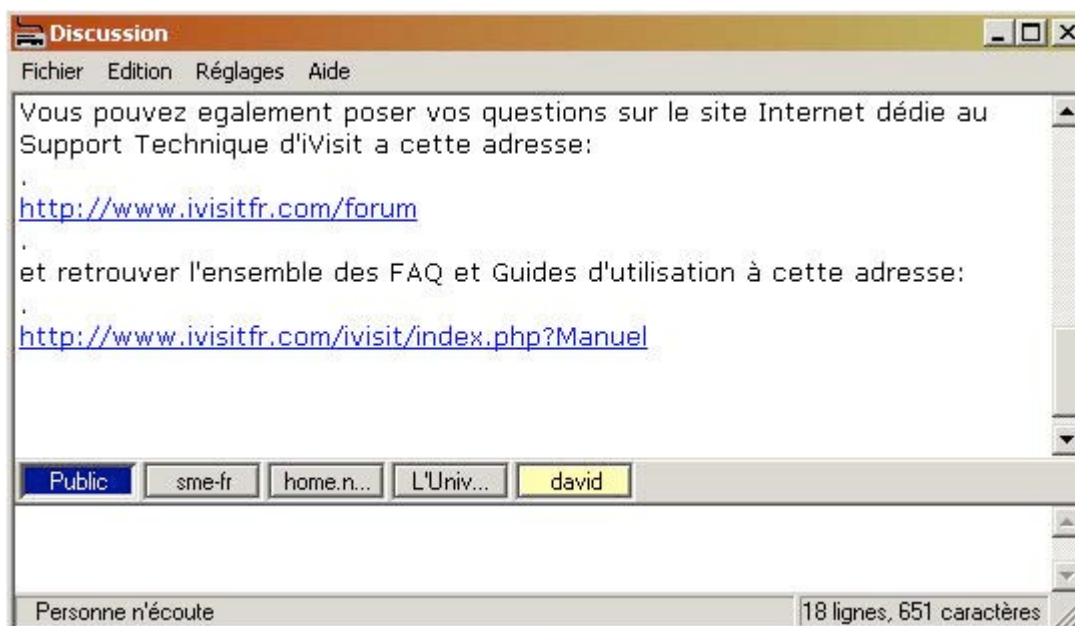 Discussion
Fichier Edition Réglages Aide
Vous pouvez egalement poser vos questions sur le site Internet dédie au
Support Technique d'iVisit a cette adresse:
.
http://www.ivisitfr.com/forum
.
et retrouver l'ensemble des FAQ et Guides d'utilisation à cette adresse:
.
http://www.ivisitfr.com/ivisit/index.php?Manuel
Public sme-fr home.n... L'Univ... david
Personne n'écoute 18 lignes, 651 caractères